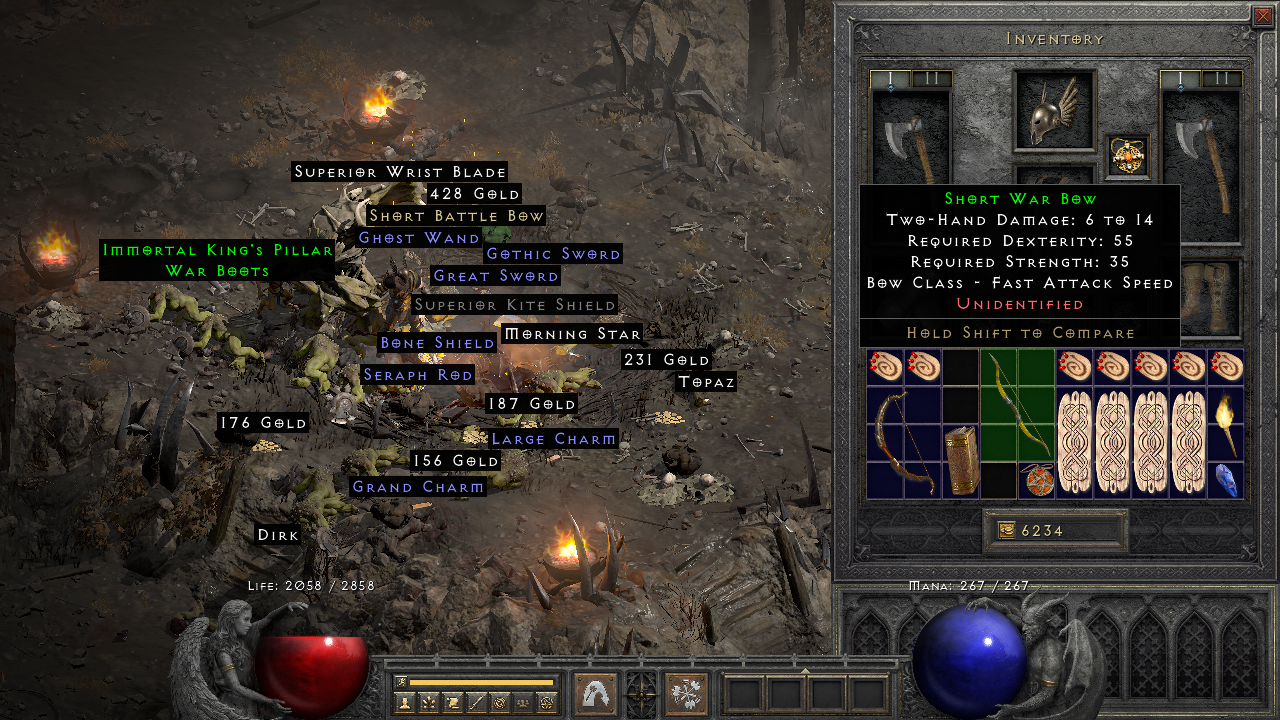 Inventory
I II
I II
Superior Wrist Blade
428 Gold
Short Battle Bow
Ghost Wand
Immortal King's Pillar
War Boots
Gothic Sword
Great Sword
Superior Kite Shield
Morning Star
Bone Shield
231 Gold
Seraph Rod
Topaz
187 Gold
176 Gold
Large Charm
156 Gold
Grand Charm
Dirk
Short War Bow
Two-Hand Damage: 6 to 14
Required Dexterity: 55
Required Strength: 35
Bow Class - Fast Attack Speed
Unidentified
Hold Shift to Compare
6234
Life: 2058 / 2858
Mana: 267 / 267